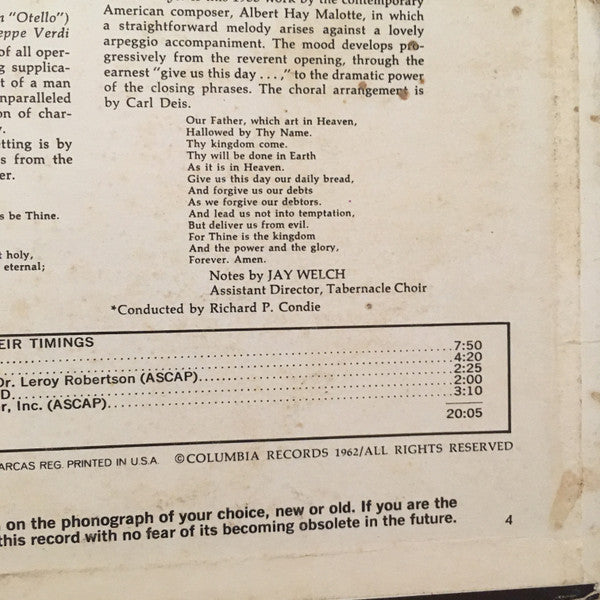 n "Otello")
eppe Verdi
of all oper-
g supplica-
t of a man
nparalleled
on of char-
y.
etting is by
s from the
er.
s be Thine.
t holy,
eternal;
American composer, Albert Hay Malotte, in which
a straightforward melody arises against a lovely
arpeggio accompaniment. The mood develops pro-
gressively from the reverent opening, through the
earnest "give us this day . . . ," to the dramatic power
of the closing phrases. The choral arrangement is
by Carl Deis.
Our Father, which art in Heaven,
Hallowed by Thy Name.
Thy kingdom come.
Thy will be done in Earth
As it is in Heaven.
Give us this day our daily bread,
And forgive us our debts
As we forgive our debtors.
And lead us not into temptation,
But deliver us from evil.
For Thine is the kingdom
And the power and the glory,
Forever. Amen.
Notes by JAY WELCH
Assistant Director, Tabernacle Choir
*Conducted by Richard P. Condie
EIR TIMINGS
7:50
4:20
2:25
Dr. Leroy Robertson (ASCAP) 2:00
D 3:10
r, Inc. (ASCAP)
20:05
ARCAS REG. PRINTED IN U.S.A. ©COLUMBIA RECORDS 1962/ALL RIGHTS RESERVED
on the phonograph of your choice, new or old. If you are the
this record with no fear of its becoming obsolete in the future.
4